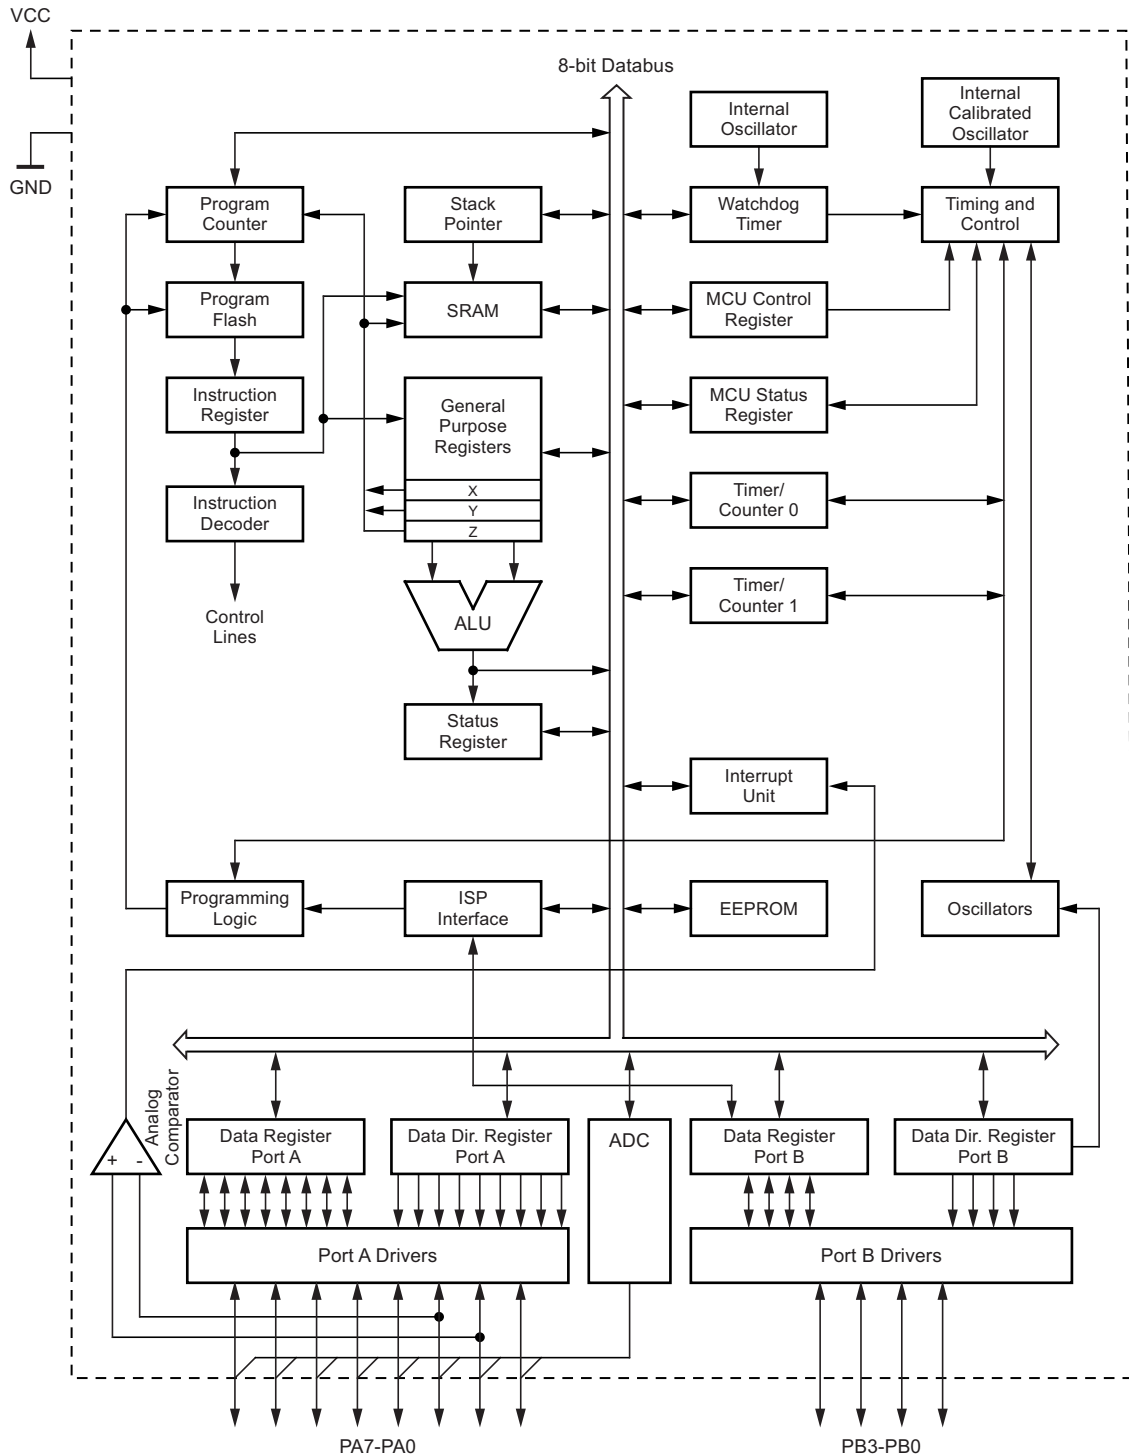 VCC
GND
8-bit Databus
Internal
Oscillator
Internal
Calibrated
Oscillator
Program
Counter
Stack
Pointer
Watchdog
Timer
Timing and
Control
Program
Flash
SRAM
MCU Control
Register
Instruction
Register
General
Purpose
Registers
X
Y
Z
MCU Status
Register
Instruction
Decoder
Timer/
Counter 0
Control
Lines
ALU
Timer/
Counter 1
Status
Register
Interrupt
Unit
Programming
Logic
ISP
Interface
EEPROM
Oscillators
Analog
Comparator
+ -
Data Register
Port A
Data Dir. Register
Port A
ADC
Data Register
Port B
Data Dir. Register
Port B
Port A Drivers
Port B Drivers
PA7-PA0
PB3-PB0